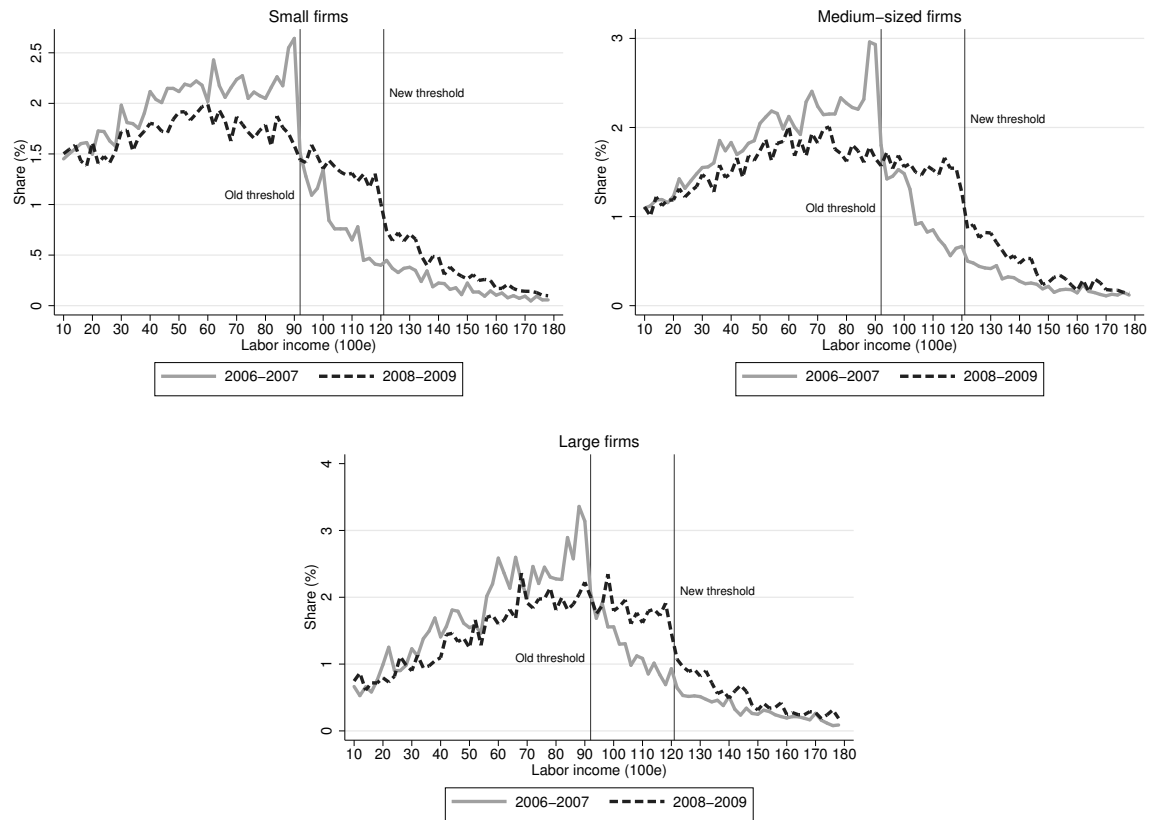 Small firms
Share (%)
0 .5 1 1.5 2 2.5
Old threshold
New threshold
10 20 30 40 50 60 70 80 90 100 110 120 130 140 150 160 170 180
Labor income (100e)
2006−2007 2008−2009
Medium−sized firms
Share (%)
0 1 2 3
Old threshold
New threshold
10 20 30 40 50 60 70 80 90 100 110 120 130 140 150 160 170 180
Labor income (100e)
2006−2007 2008−2009
Large firms
Share (%)
0 1 2 3 4
Old threshold
New threshold
10 20 30 40 50 60 70 80 90 100 110 120 130 140 150 160 170 180
Labor income (100e)
2006−2007 2008−2009